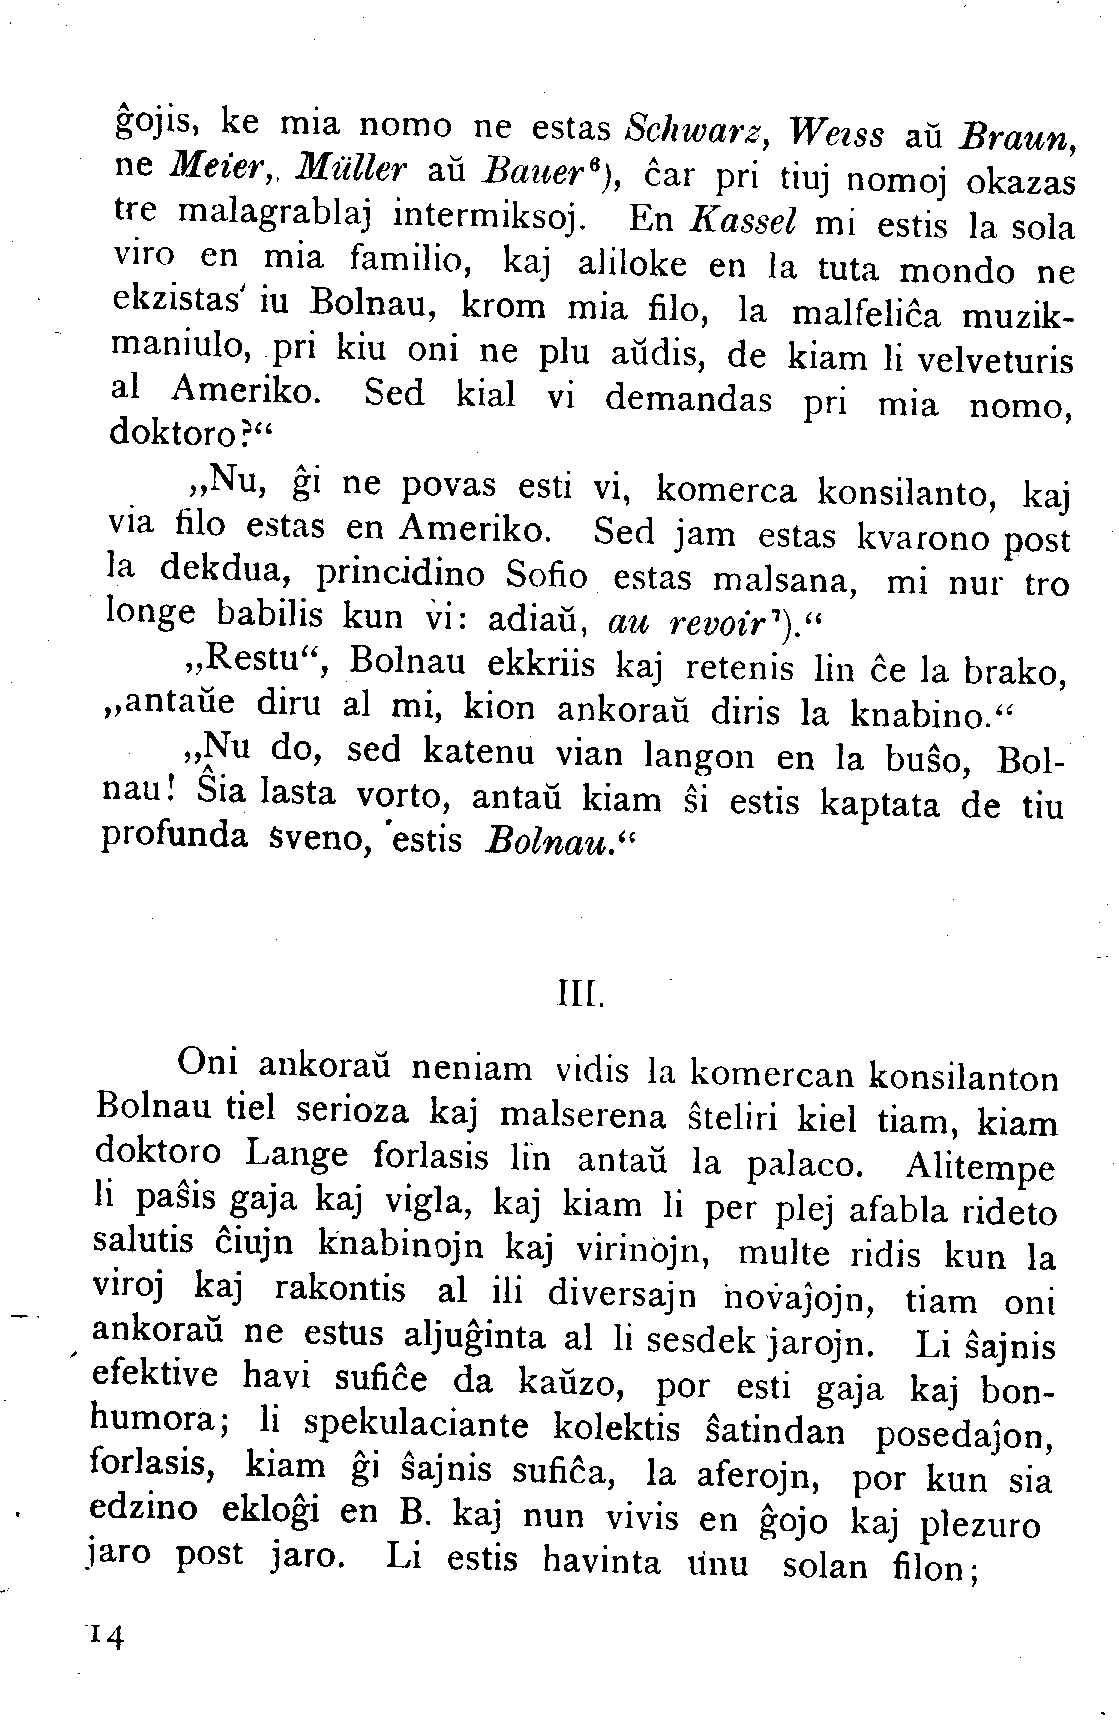 ĝojis, ke mia nomo ne estas Schwarz, Weiss aŭ Braun,
ne Meier, Müller aŭ Bauer⁶), ĉar pri tiuj nomoj okazas
tre malagrablaj intermiksoj. En Kassel mi estis la sola
viro en mia familio, kaj aliloke en la tuta mondo ne
ekzistas iu Bolnau, krom mia filo, la malfeliĉa muzik-
maniulo, pri kiu oni ne plu aŭdis, de kiam li velveturis
al Ameriko. Sed kial vi demandas pri mia nomo,
doktoro?“
„Nu, ĝi ne povas esti vi, komerca konsilanto, kaj
via filo estas en Ameriko. Sed jam estas kvarono post
la dekdua, princidino Sofio estas malsana, mi nur tro
longe babilis kun vi: adiaŭ, au revoir⁷).“
„Restu“, Bolnau ekkriis kaj retenis lin ĉe la brako,
„antaŭe diru al mi, kion ankoraŭ diris la knabino.“
„Nu do, sed katenu vian langon en la buŝo, Bol-
nau! Ŝia lasta vorto, antaŭ kiam ŝi estis kaptata de tiu
profunda sveno, estis Bolnau.“
III.
Oni ankoraŭ neniam vidis la komercan konsilanton
Bolnau tiel serioza kaj malserena ŝteliri kiel tiam, kiam
doktoro Lange forlasis lin antaŭ la palaco. Alitempe
li paŝis gaja kaj vigla, kaj kiam li per plej afabla rideto
salutis ĉiujn knabinojn kaj virinojn, multe ridis kun la
viroj kaj rakontis al ili diversajn novaĵojn, tiam oni
ankoraŭ ne estus aljuĝinta al li sesdek jarojn. Li ŝajnis
efektive havi sufiĉe da kaŭzo, por esti gaja kaj bon-
humora; li spekulaciante kolektis ŝatindan posedaĵon,
forlasis, kiam ĝi ŝajnis sufiĉa, la aferojn, por kun sia
edzino ekloĝi en B. kaj nun vivis en ĝojo kaj plezuro
jaro post jaro. Li estis havinta unu solan filon;
14